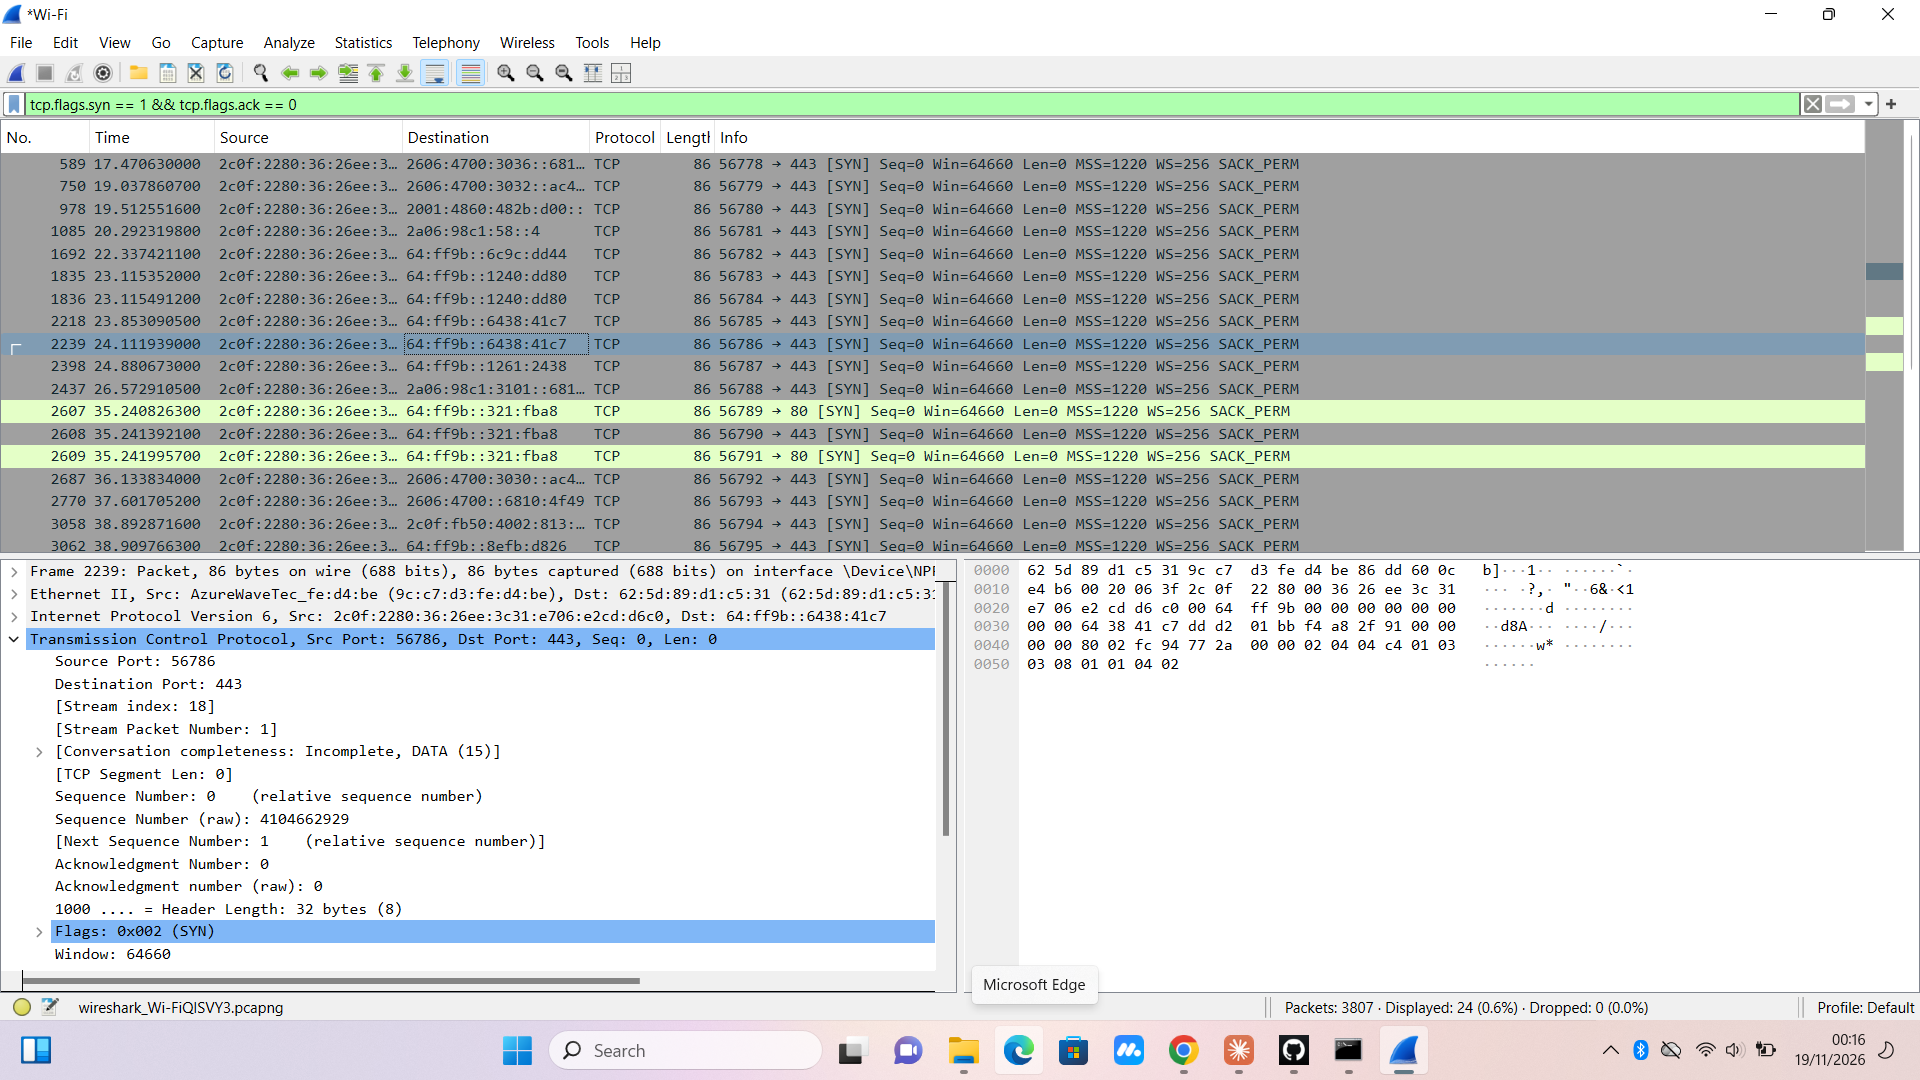 *Wi-Fi
File Edit View Go Capture Analyze Statistics Telephony Wireless Tools Help
tcp.flags.syn == 1 && tcp.flags.ack == 0
No. Time Source Destination Protocol Length Info
589 17.470630000 2c0f:2280:36:26ee:3… 2606:4700:3036::681… TCP 86 56778 → 443 [SYN] Seq=0 Win=64660 Len=0 MSS=1220 WS=256 SACK_PERM
750 19.037860700 2c0f:2280:36:26ee:3… 2606:4700:3032::ac4… TCP 86 56779 → 443 [SYN] Seq=0 Win=64660 Len=0 MSS=1220 WS=256 SACK_PERM
978 19.512551600 2c0f:2280:36:26ee:3… 2001:4860:482b:d00:: TCP 86 56780 → 443 [SYN] Seq=0 Win=64660 Len=0 MSS=1220 WS=256 SACK_PERM
1085 20.292319800 2c0f:2280:36:26ee:3… 2a06:98c1:58::4 TCP 86 56781 → 443 [SYN] Seq=0 Win=64660 Len=0 MSS=1220 WS=256 SACK_PERM
1692 22.337421100 2c0f:2280:36:26ee:3… 64:ff9b::6c9c:dd44 TCP 86 56782 → 443 [SYN] Seq=0 Win=64660 Len=0 MSS=1220 WS=256 SACK_PERM
1835 23.115352000 2c0f:2280:36:26ee:3… 64:ff9b::1240:dd80 TCP 86 56783 → 443 [SYN] Seq=0 Win=64660 Len=0 MSS=1220 WS=256 SACK_PERM
1836 23.115491200 2c0f:2280:36:26ee:3… 64:ff9b::1240:dd80 TCP 86 56784 → 443 [SYN] Seq=0 Win=64660 Len=0 MSS=1220 WS=256 SACK_PERM
2218 23.853090500 2c0f:2280:36:26ee:3… 64:ff9b::6438:41c7 TCP 86 56785 → 443 [SYN] Seq=0 Win=64660 Len=0 MSS=1220 WS=256 SACK_PERM
2239 24.111939000 2c0f:2280:36:26ee:3… 64:ff9b::6438:41c7 TCP 86 56786 → 443 [SYN] Seq=0 Win=64660 Len=0 MSS=1220 WS=256 SACK_PERM
2398 24.880673000 2c0f:2280:36:26ee:3… 64:ff9b::1261:2438 TCP 86 56787 → 443 [SYN] Seq=0 Win=64660 Len=0 MSS=1220 WS=256 SACK_PERM
2437 26.572910500 2c0f:2280:36:26ee:3… 2a06:98c1:3101::681… TCP 86 56788 → 443 [SYN] Seq=0 Win=64660 Len=0 MSS=1220 WS=256 SACK_PERM
2607 35.240826300 2c0f:2280:36:26ee:3… 64:ff9b::321:fba8 TCP 86 56789 → 80 [SYN] Seq=0 Win=64660 Len=0 MSS=1220 WS=256 SACK_PERM
2608 35.241392100 2c0f:2280:36:26ee:3… 64:ff9b::321:fba8 TCP 86 56790 → 443 [SYN] Seq=0 Win=64660 Len=0 MSS=1220 WS=256 SACK_PERM
2609 35.241995700 2c0f:2280:36:26ee:3… 64:ff9b::321:fba8 TCP 86 56791 → 80 [SYN] Seq=0 Win=64660 Len=0 MSS=1220 WS=256 SACK_PERM
2687 36.133834000 2c0f:2280:36:26ee:3… 2606:4700:3030::ac4… TCP 86 56792 → 443 [SYN] Seq=0 Win=64660 Len=0 MSS=1220 WS=256 SACK_PERM
2770 37.601705200 2c0f:2280:36:26ee:3… 2606:4700::6810:4f49 TCP 86 56793 → 443 [SYN] Seq=0 Win=64660 Len=0 MSS=1220 WS=256 SACK_PERM
3058 38.892871600 2c0f:2280:36:26ee:3… 2c0f:fb50:4002:813:… TCP 86 56794 → 443 [SYN] Seq=0 Win=64660 Len=0 MSS=1220 WS=256 SACK_PERM
3062 38.909766300 2c0f:2280:36:26ee:3… 64:ff9b::8efb:d826 TCP 86 56795 → 443 [SYN] Seq=0 Win=64660 Len=0 MSS=1220 WS=256 SACK_PERM
Frame 2239: Packet, 86 bytes on wire (688 bits), 86 bytes captured (688 bits) on interface \Device\NPF
Ethernet II, Src: AzureWaveTec_fe:d4:be (9c:c7:d3:fe:d4:be), Dst: 62:5d:89:d1:c5:31 (62:5d:89:d1:c5:31
Internet Protocol Version 6, Src: 2c0f:2280:36:26ee:3c31:e706:e2cd:d6c0, Dst: 64:ff9b::6438:41c7
Transmission Control Protocol, Src Port: 56786, Dst Port: 443, Seq: 0, Len: 0
Source Port: 56786
Destination Port: 443
[Stream index: 18]
[Stream Packet Number: 1]
[Conversation completeness: Incomplete, DATA (15)]
[TCP Segment Len: 0]
Sequence Number: 0 (relative sequence number)
Sequence Number (raw): 4104662929
[Next Sequence Number: 1 (relative sequence number)]
Acknowledgment Number: 0
Acknowledgment number (raw): 0
1000 .... = Header Length: 32 bytes (8)
Flags: 0x002 (SYN)
Window: 64660
0000 62 5d 89 d1 c5 31 9c c7 d3 fe d4 be 86 dd 60 0c b]···1·· ······`·
0010 e4 b6 00 20 06 3f 2c 0f 22 80 00 36 26 ee 3c 31 ··· ·?,· "··6&·<1
0020 e7 06 e2 cd d6 c0 00 64 ff 9b 00 00 00 00 00 00 ·······d ········
0030 00 00 64 38 41 c7 dd d2 01 bb f4 a8 2f 91 00 00 ··d8A··· ····/···
0040 00 00 80 02 fc 94 77 2a 00 00 02 04 04 c4 01 03 ······w* ········
0050 03 08 01 01 04 02 ······
Microsoft Edge
wireshark_Wi-FiQISVY3.pcapng
Packets: 3807 · Displayed: 24 (0.6%) · Dropped: 0 (0.0%)
Profile: Default
Search
00:16
19/11/2026